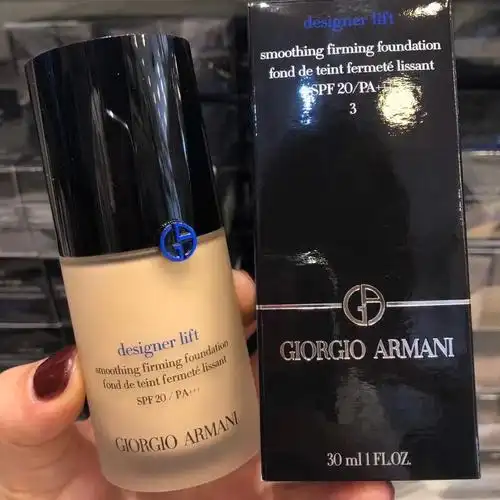 designer lift
smoothing firming foundation
fond de teint fermeté lissant
SPF 20 / PA+++
GIORGIO ARMANI
designer lift
smoothing firming foundation
fond de teint fermeté lissant
SPF 20/PA+
3
GIORGIO ARMANI
30 ml 1 FL.OZ.